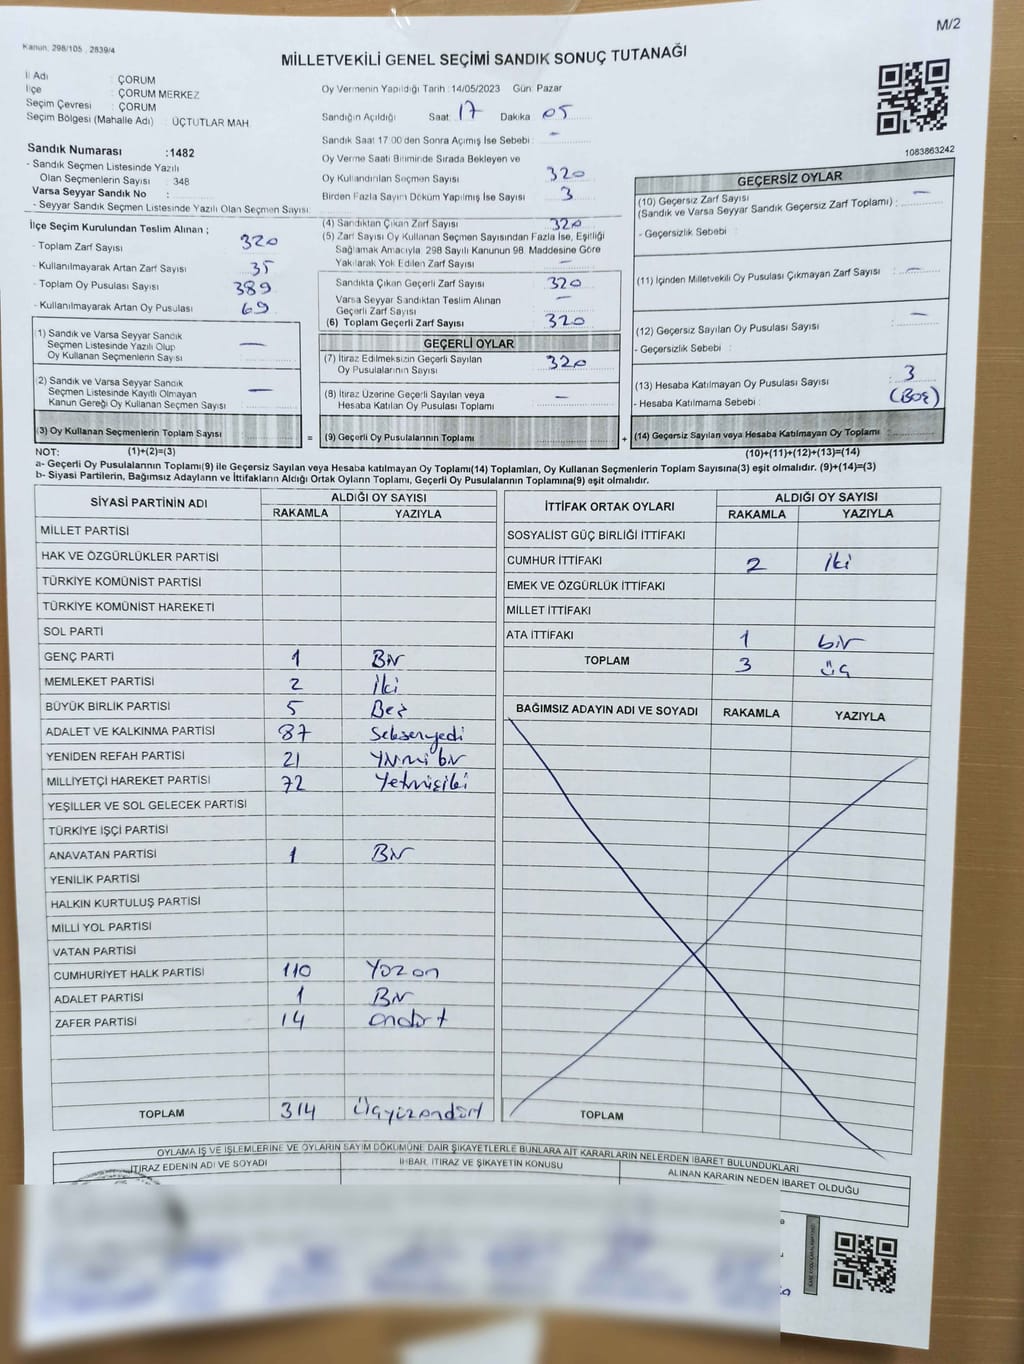 M/2
Kanun. 298/105 , 2839/4
MİLLETVEKİLİ GENEL SEÇİMİ SANDIK SONUÇ TUTANAĞI
İl Adı : ÇORUM
İlçe : ÇORUM MERKEZ
Seçim Çevresi : ÇORUM
Seçim Bölgesi (Mahalle Adı) : ÜÇTUTLAR MAH.
Sandık Numarası :1482
- Sandık Seçmen Listesinde Yazılı
Olan Seçmenlerin Sayısı : 348
Varsa Seyyar Sandık No :
- Seyyar Sandık Seçmen Listesinde Yazılı Olan Seçmen Sayısı:
İlçe Seçim Kurulundan Teslim Alınan ;
- Toplam Zarf Sayısı 320
- Kullanılmayarak Artan Zarf Sayısı 35
- Toplam Oy Pusulası Sayısı 389
- Kullanılmayarak Artan Oy Pusulası 69
(1) Sandık ve Varsa Seyyar Sandık
Seçmen Listesinde Yazılı Olup
Oy Kullanan Seçmenlerin Sayısı —
(2) Sandık ve Varsa Seyyar Sandık
Seçmen Listesinde Kayıtlı Olmayan
Kanun Gereği Oy Kullanan Seçmen Sayısı —
(3) Oy Kullanan Seçmenlerin Toplam Sayısı
Oy Vermenin Yapıldığı Tarih :14/05/2023 Gün: Pazar
Sandığın Açıldığı Saat: 17 Dakika 05
Sandık Saat 17.00'den Sonra Açılmış İse Sebebi : —
Oy Verme Saati Bitiminde Sırada Bekleyen ve
Oy Kullandırılan Seçmen Sayısı 320
Birden Fazla Sayım Döküm Yapılmış İse Sayısı 3
(4) Sandıktan Çıkan Zarf Sayısı 320
(5) Zarf Sayısı Oy Kullanan Seçmen Sayısından Fazla İse, Eşitliği
Sağlamak Amacıyla 298 Sayılı Kanunun 98. Maddesine Göre
Yakılarak Yok Edilen Zarf Sayısı —
Sandıkta Çıkan Geçerli Zarf Sayısı 320
Varsa Seyyar Sandıktan Teslim Alınan
Geçerli Zarf Sayısı —
(6) Toplam Geçerli Zarf Sayısı 320
GEÇERLİ OYLAR
(7) İtiraz Edilmeksizin Geçerli Sayılan
Oy Pusulalarının Sayısı 320
(8) İtiraz Üzerine Geçerli Sayılan veya
Hesaba Katılan Oy Pusulası Toplamı —
= (9) Geçerli Oy Pusulalarının Toplamı
1083863242
GEÇERSİZ OYLAR
(10) Geçersiz Zarf Sayısı
(Sandık ve Varsa Seyyar Sandık Geçersiz Zarf Toplamı) : —
- Geçersizlik Sebebi :
(11) İçinden Milletvekili Oy Pusulası Çıkmayan Zarf Sayısı —
(12) Geçersiz Sayılan Oy Pusulası Sayısı —
- Geçersizlik Sebebi :
(13) Hesaba Katılmayan Oy Pusulası Sayısı 3
- Hesaba Katılmama Sebebi : (Boş)
+ (14) Geçersiz Sayılan veya Hesaba Katılmayan Oy Toplamı
NOT: (1)+(2)=(3) (10)+(11)+(12)+(13)=(14)
a- Geçerli Oy Pusulalarının Toplamı(9) ile Geçersiz Sayılan veya Hesaba katılmayan Oy Toplamı(14) Toplamları, Oy Kullanan Seçmenlerin Toplam Sayısına(3) eşit olmalıdır. (9)+(14)=(3)
b- Siyasi Partilerin, Bağımsız Adayların ve İttifakların Aldığı Ortak Oyların Toplamı, Geçerli Oy Pusulalarının Toplamına(9) eşit olmalıdır.
SİYASİ PARTİNİN ADI ALDIĞI OY SAYISI
RAKAMLA YAZIYLA
MİLLET PARTİSİ
HAK VE ÖZGÜRLÜKLER PARTİSİ
TÜRKİYE KOMÜNİST PARTİSİ
TÜRKİYE KOMÜNİST HAREKETİ
SOL PARTİ
GENÇ PARTİ 1 Bir
MEMLEKET PARTİSİ 2 İki
BÜYÜK BİRLİK PARTİSİ 5 Beş
ADALET VE KALKINMA PARTİSİ 87 Seksenyedi
YENİDEN REFAH PARTİSİ 21 Yirmi bir
MİLLİYETÇİ HAREKET PARTİSİ 72 Yetmişiki
YEŞİLLER VE SOL GELECEK PARTİSİ
TÜRKİYE İŞÇİ PARTİSİ
ANAVATAN PARTİSİ 1 Bir
YENİLİK PARTİSİ
HALKIN KURTULUŞ PARTİSİ
MİLLİ YOL PARTİSİ
VATAN PARTİSİ
CUMHURİYET HALK PARTİSİ 110 Yüz on
ADALET PARTİSİ 1 Bir
ZAFER PARTİSİ 14 ondört
TOPLAM 314 Üçyüzondört
İTTİFAK ORTAK OYLARI ALDIĞI OY SAYISI
RAKAMLA YAZIYLA
SOSYALİST GÜÇ BİRLİĞİ İTTİFAKI
CUMHUR İTTİFAKI 2 İki
EMEK VE ÖZGÜRLÜK İTTİFAKI
MİLLET İTTİFAKI
ATA İTTİFAKI 1 bir
TOPLAM 3 üç
BAĞIMSIZ ADAYIN ADI VE SOYADI RAKAMLA YAZIYLA
TOPLAM
OYLAMA İŞ VE İŞLEMLERİNE VE OYLARIN SAYIM DÖKÜMÜNE DAİR ŞİKAYETLERLE BUNLARA AİT KARARLARIN NELERDEN İBARET BULUNDUKLARI
İTİRAZ EDENİN ADI VE SOYADI İHBAR, İTİRAZ VE ŞİKAYETİN KONUSU ALINAN KARARIN NEDEN İBARET OLDUĞU